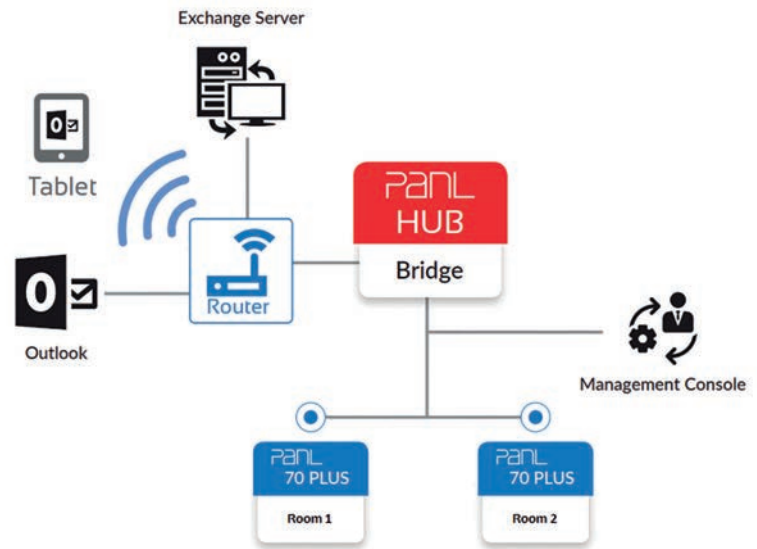 Exchange Server
O
Tablet
PanL
HUB
Bridge
Router
O
Outlook
Management Console
PanL
70 PLUS
Room 1
PanL
70 PLUS
Room 2